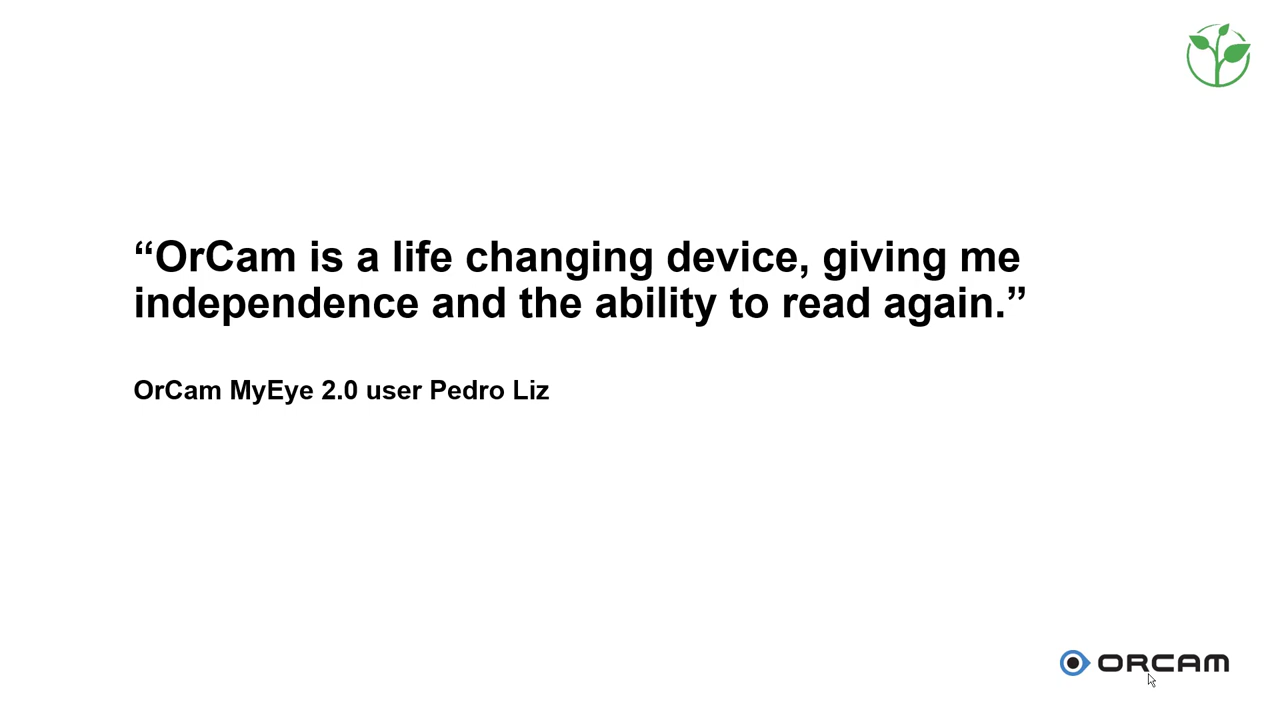 “OrCam is a life changing device, giving me
independence and the ability to read again.”
OrCam MyEye 2.0 user Pedro Liz
ORCAM